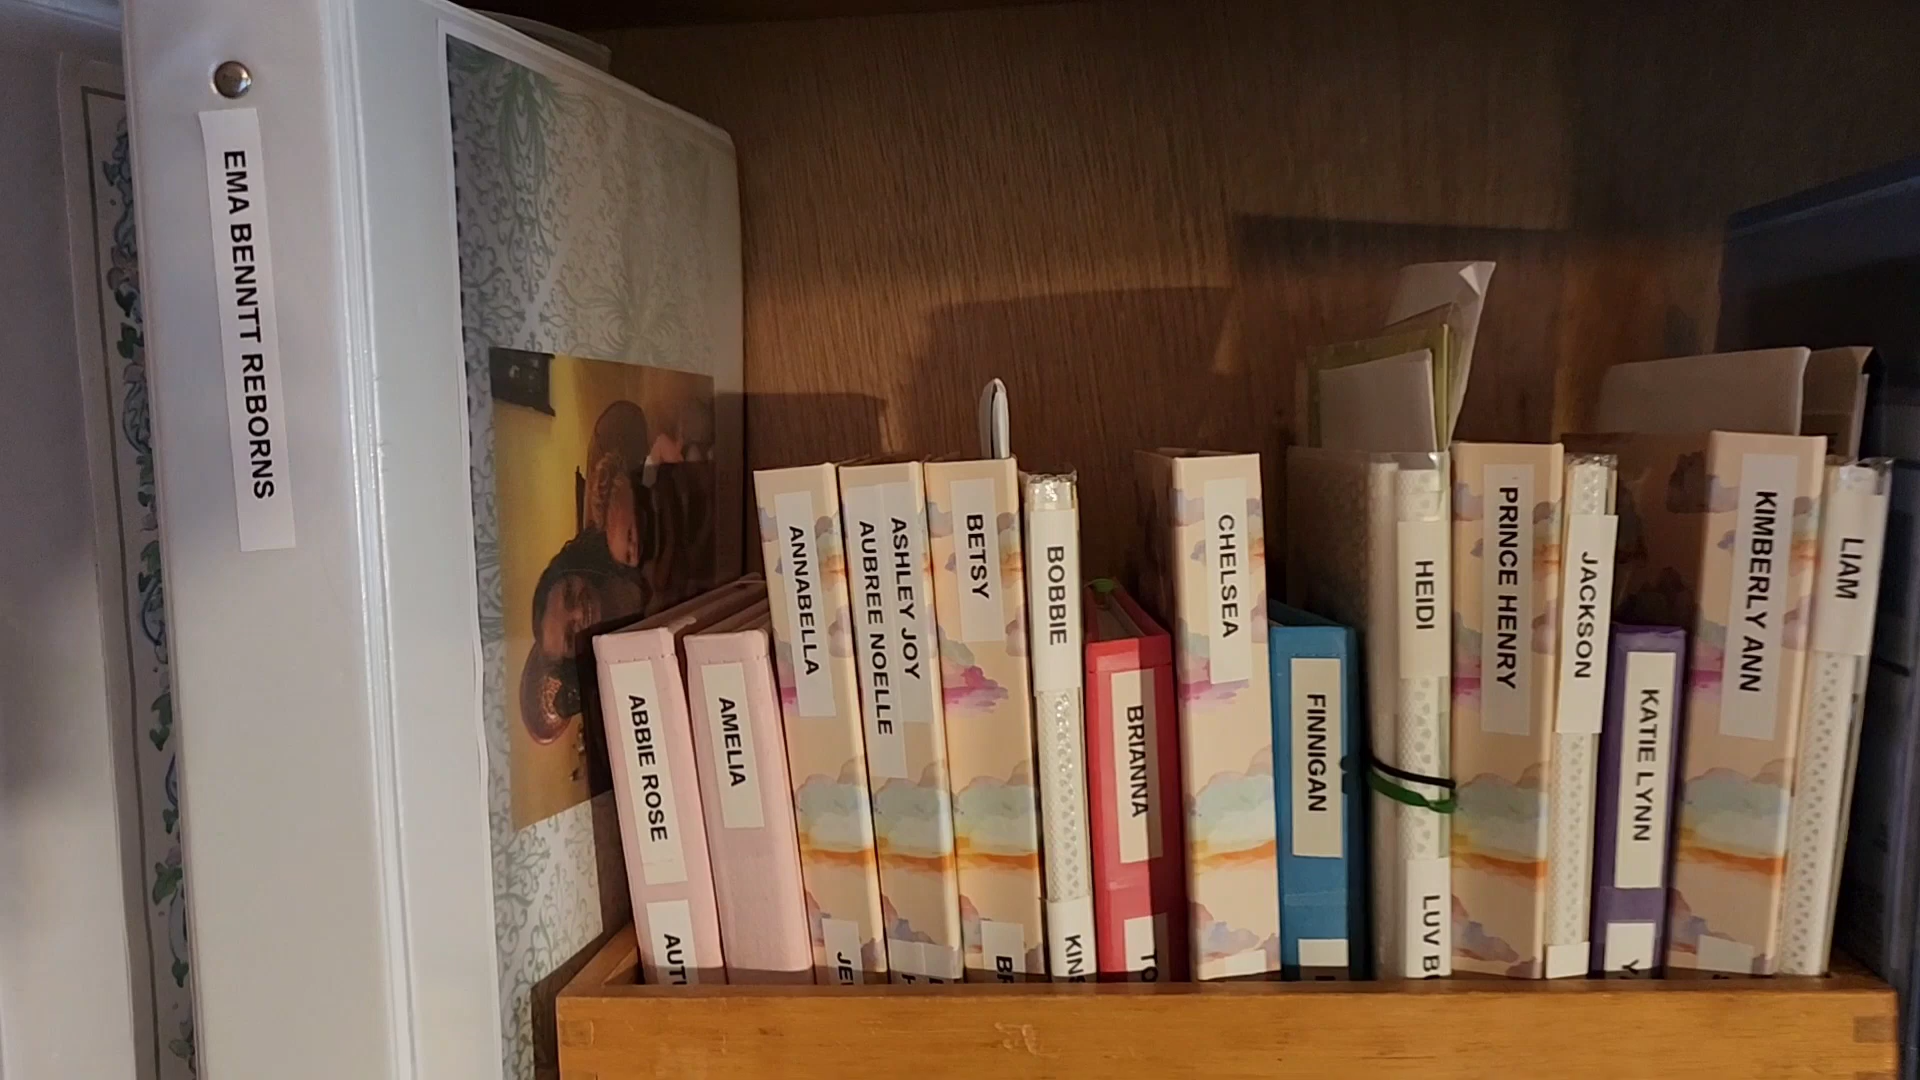 EMA BENNTT REBORNS
ABBIE ROSE
AMELIA
ANNABELLA
ASHLEY JOY
AUBREE NOELLE
BETSY
BOBBIE
BRIANNA
CHELSEA
FINNIGAN
HEIDI
LUV
PRINCE HENRY
JACKSON
KATIE LYNN
KIMBERLY ANN
LIAM